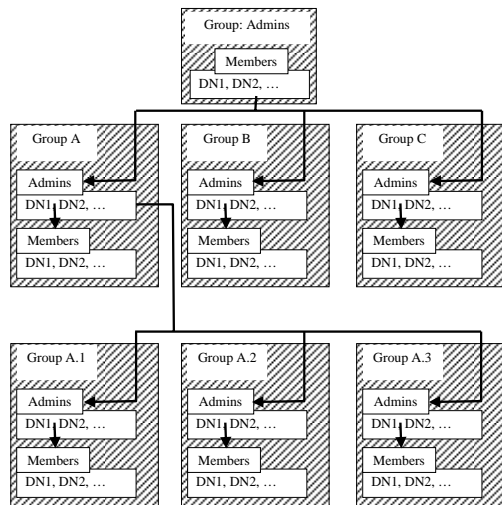 Group: Admins
Members
DN1, DN2, …
Group A
Admins
DN1, DN2, …
Members
DN1, DN2, …
Group B
Admins
DN1, DN2, …
Members
DN1, DN2, …
Group C
Admins
DN1, DN2, …
Members
DN1, DN2, …
Group A.1
Admins
DN1, DN2, …
Members
DN1, DN2, …
Group A.2
Admins
DN1, DN2, …
Members
DN1, DN2, …
Group A.3
Admins
DN1, DN2, …
Members
DN1, DN2, …